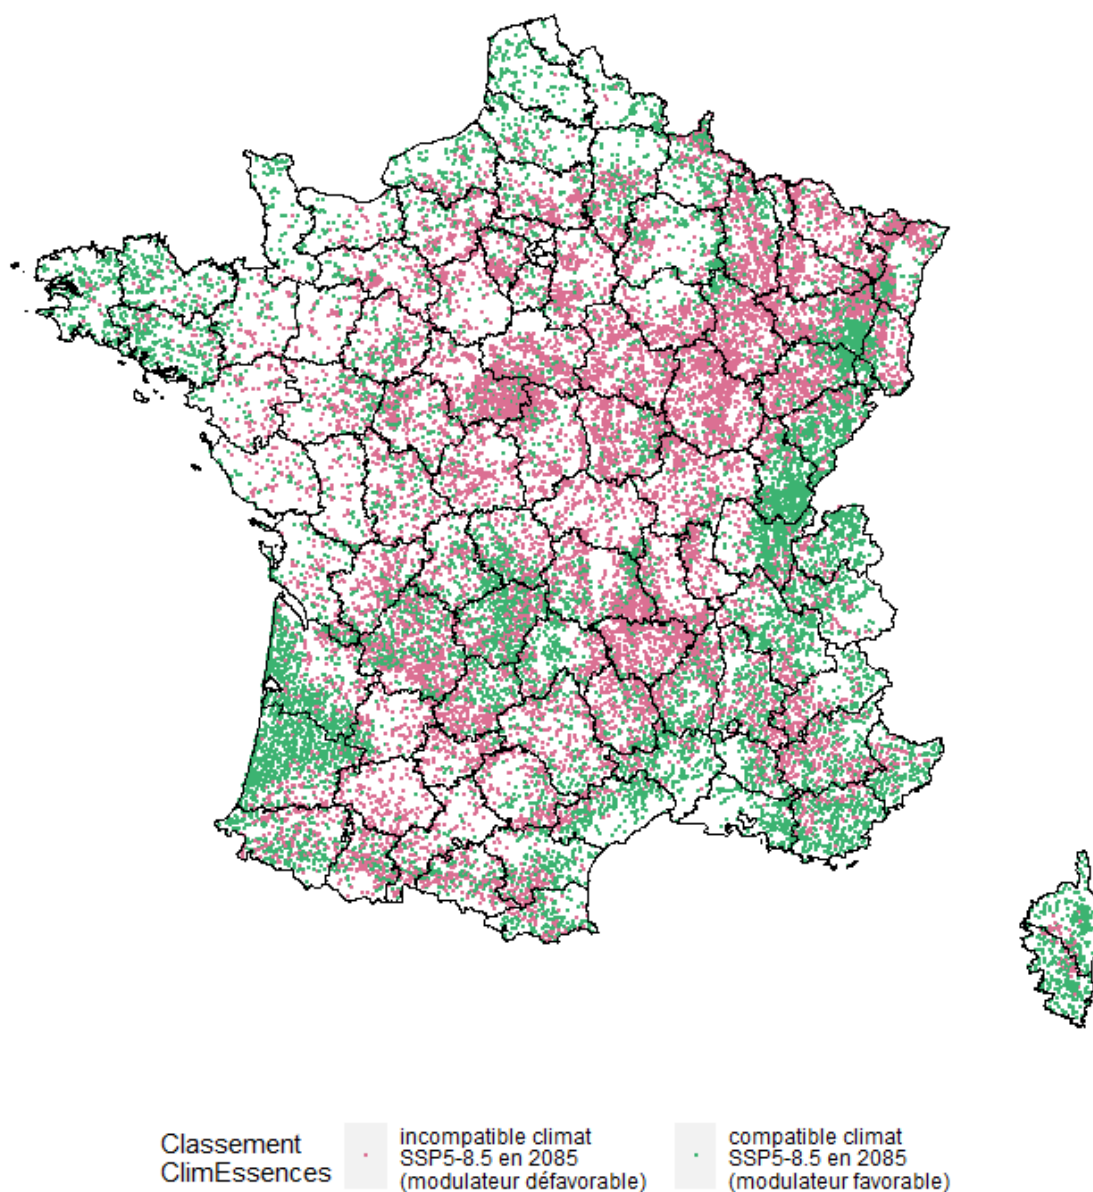 Classement
ClimEssences
incompatible climat
SSP5-8.5 en 2085
(modulateur défavorable)
compatible climat
SSP5-8.5 en 2085
(modulateur favorable)